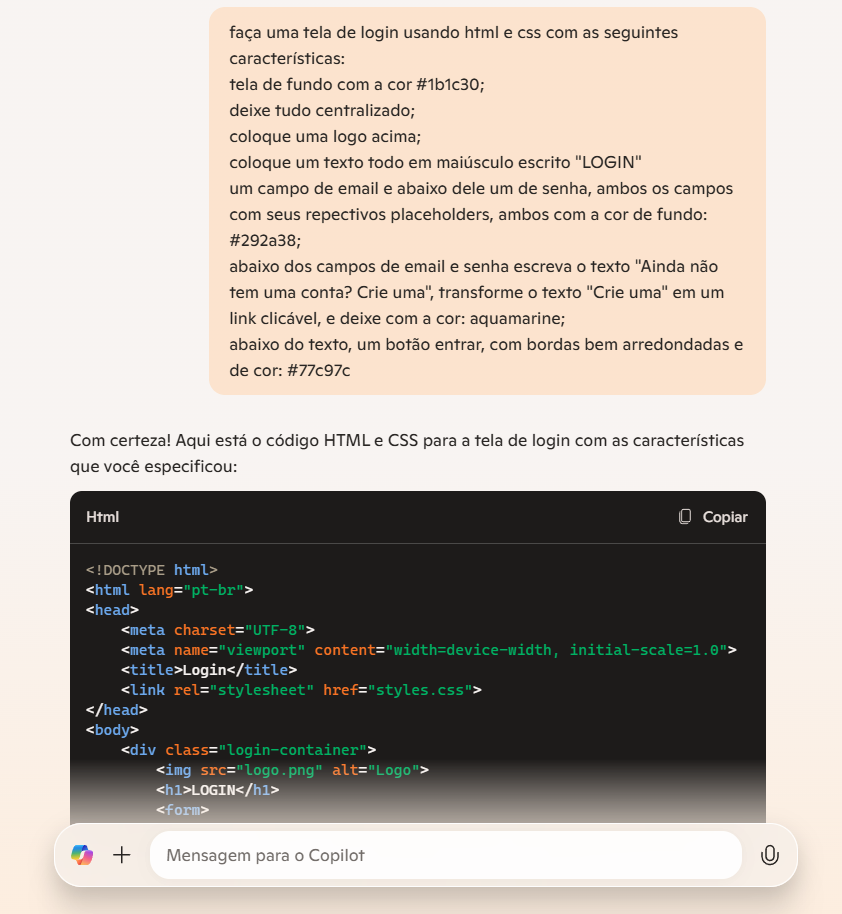 faça uma tela de login usando html e css com as seguintes
características:
tela de fundo com a cor #1b1c30;
deixe tudo centralizado;
coloque uma logo acima;
coloque um texto todo em maiúsculo escrito "LOGIN"
um campo de email e abaixo dele um de senha, ambos os campos
com seus repectivos placeholders, ambos com a cor de fundo:
#292a38;
abaixo dos campos de email e senha escreva o texto "Ainda não
tem uma conta? Crie uma", transforme o texto "Crie uma" em um
link clicável, e deixe com a cor: aquamarine;
abaixo do texto, um botão entrar, com bordas bem arredondadas e
de cor: #77c97c
Com certeza! Aqui está o código HTML e CSS para a tela de login com as características
que você especificou:
Html
Copiar
<!DOCTYPE html>
<html lang="pt-br">
<head>
    <meta charset="UTF-8">
    <meta name="viewport" content="width=device-width, initial-scale=1.0">
    <title>Login</title>
    <link rel="stylesheet" href="styles.css">
</head>
<body>
    <div class="login-container">
        <img src="logo.png" alt="Logo">
        <h1>LOGIN</h1>
        <form>
Mensagem para o Copilot